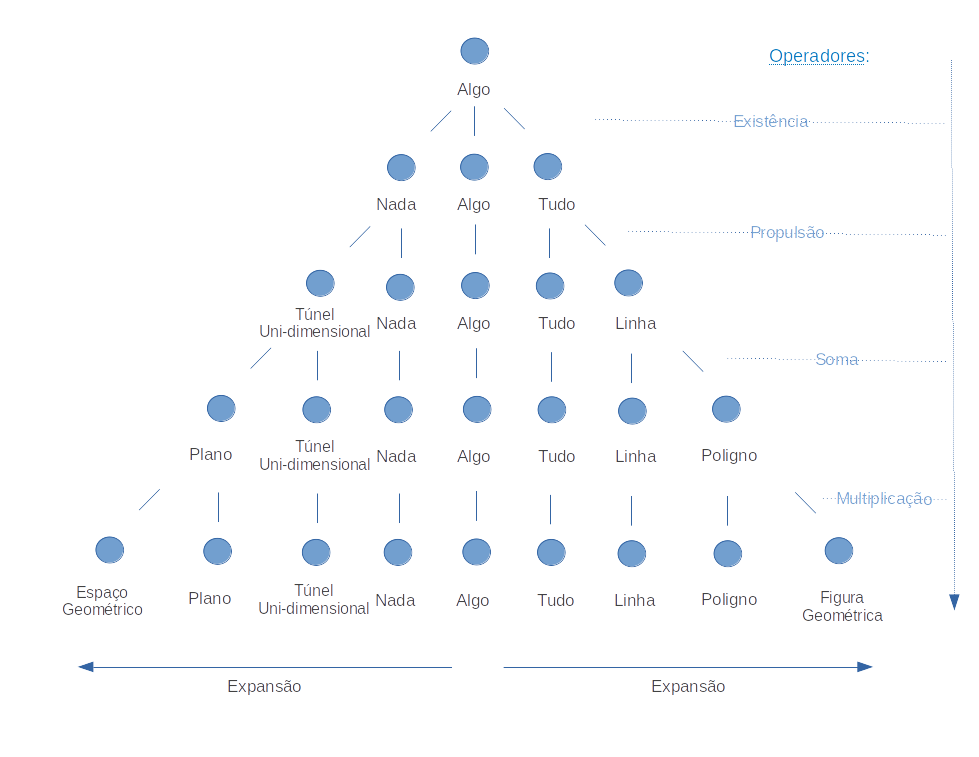 Operadores:
Algo
Existência
Nada Algo Tudo
Propulsão
Túnel
Uni-dimensional Nada Algo Tudo Linha
Soma
Túnel
Plano Uni-dimensional Nada Algo Tudo Linha Poligno
Multiplicação
Espaço
Geométrico Plano Túnel
Uni-dimensional Nada Algo Tudo Linha Poligno Figura
Geométrica
Expansão Expansão